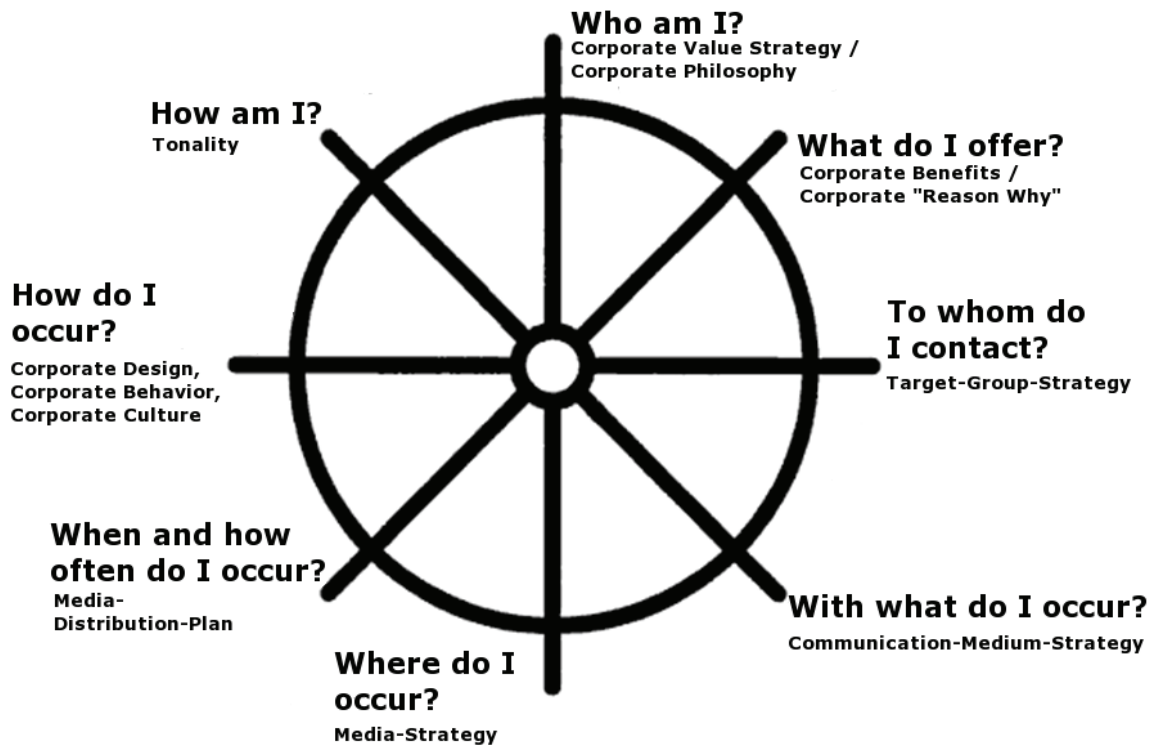 Who am I?
Corporate Value Strategy /
Corporate Philosophy
What do I offer?
Corporate Benefits /
Corporate "Reason Why"
To whom do
I contact?
Target-Group-Strategy
With what do I occur?
Communication-Medium-Strategy
Where do I
occur?
Media-Strategy
When and how
often do I occur?
Media-
Distribution-Plan
How do I
occur?
Corporate Design,
Corporate Behavior,
Corporate Culture
How am I?
Tonality